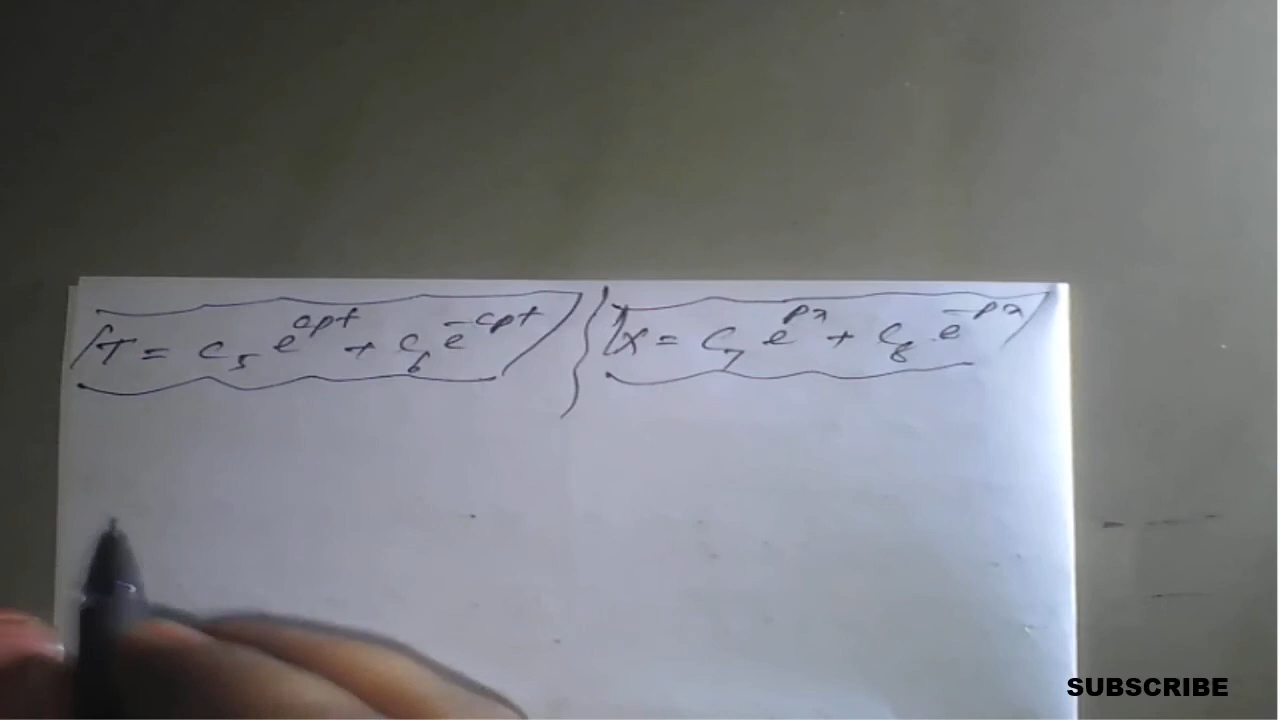 T = c₅ e^{cpt} + c₆ e^{-cpt}
X = c₇ e^{px} + c₈ e^{-px}
SUBSCRIBE